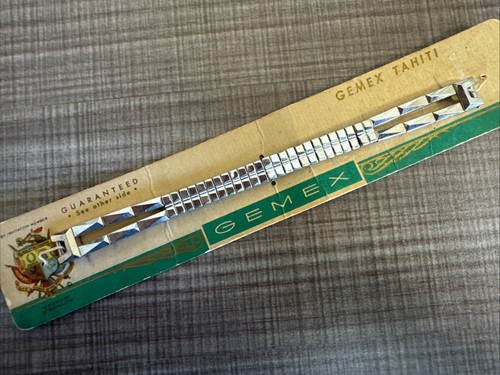 GEMEX TAHITI
GUARANTEED
• See other side •
GEMEX